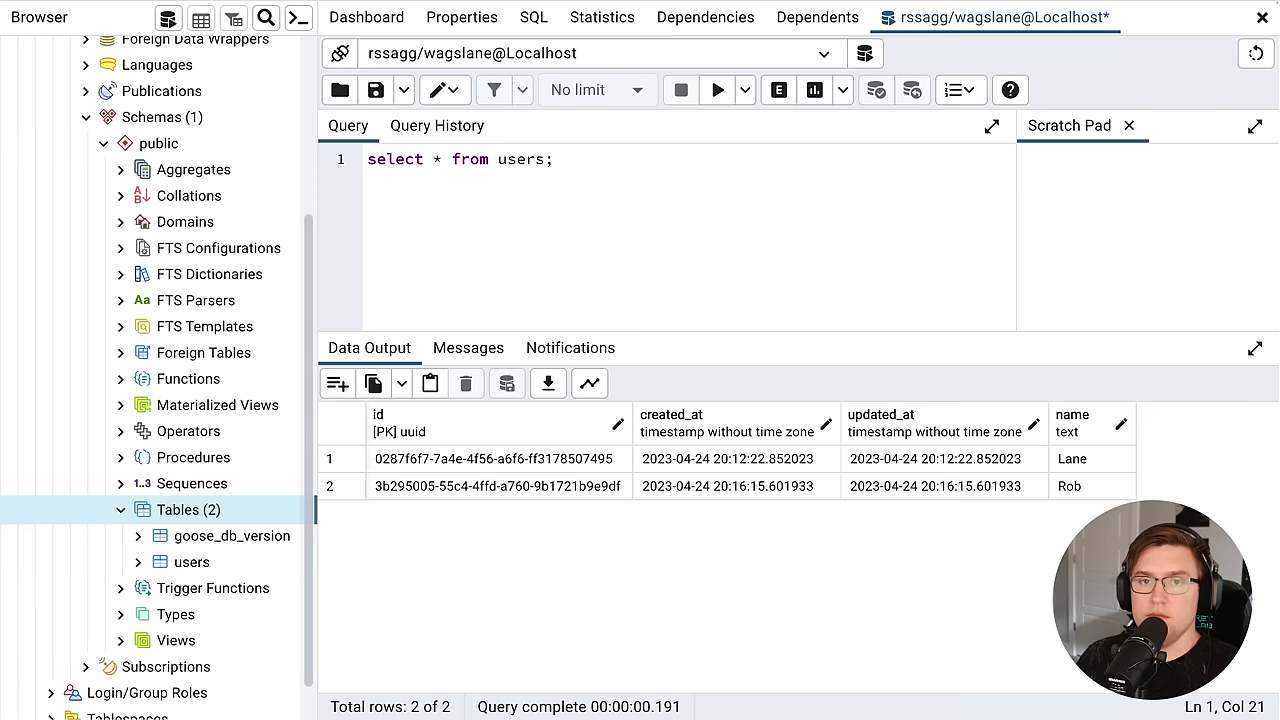 Browser
Dashboard Properties SQL Statistics Dependencies Dependents rssagg/wagslane@Localhost*
Foreign Data Wrappers
Languages
Publications
Schemas (1)
public
Aggregates
Collations
Domains
FTS Configurations
FTS Dictionaries
Aa FTS Parsers
FTS Templates
Foreign Tables
Functions
Materialized Views
Operators
Procedures
1..3 Sequences
Tables (2)
goose_db_version
users
Trigger Functions
Types
Views
Subscriptions
Login/Group Roles
Tablespaces
rssagg/wagslane@Localhost
No limit
E
Query Query History
Scratch Pad
1 select * from users;
Data Output Messages Notifications
id created_at updated_at name
[PK] uuid timestamp without time zone timestamp without time zone text
1 0287f6f7-7a4e-4f56-a6f6-ff3178507495 2023-04-24 20:12:22.852023 2023-04-24 20:12:22.852023 Lane
2 3b295005-55c4-4ffd-a760-9b1721b9e9df 2023-04-24 20:16:15.601933 2023-04-24 20:16:15.601933 Rob
Total rows: 2 of 2 Query complete 00:00:00.191 Ln 1, Col 21